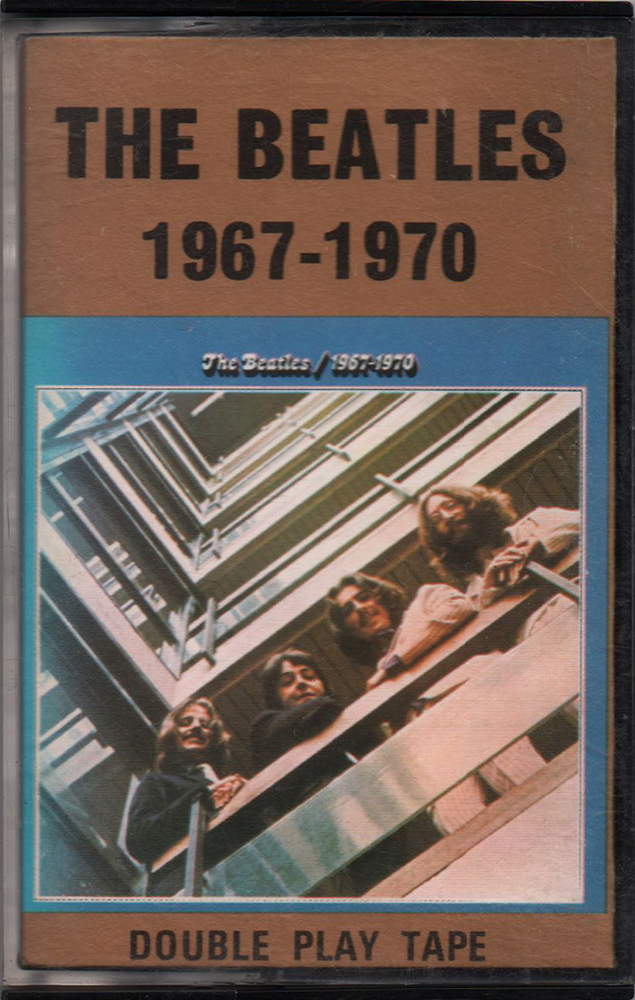 THE BEATLES
1967-1970
The Beatles / 1967-1970
DOUBLE PLAY TAPE